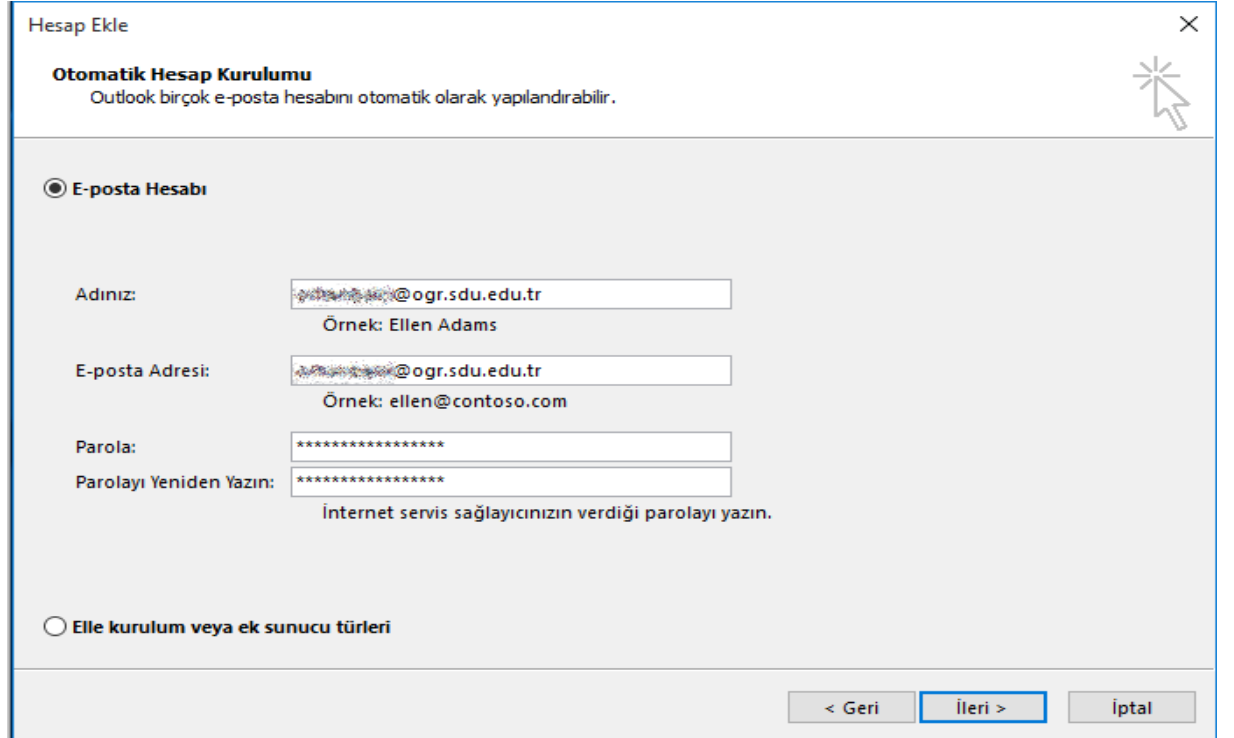 Hesap Ekle
Otomatik Hesap Kurulumu
Outlook birçok e-posta hesabını otomatik olarak yapılandırabilir.
E-posta Hesabı
Adınız: @ogr.sdu.edu.tr
Örnek: Ellen Adams
E-posta Adresi: @ogr.sdu.edu.tr
Örnek: ellen@contoso.com
Parola: *****************
Parolayı Yeniden Yazın: *****************
İnternet servis sağlayıcınızın verdiği parolayı yazın.
Elle kurulum veya ek sunucu türleri
< Geri İleri > İptal